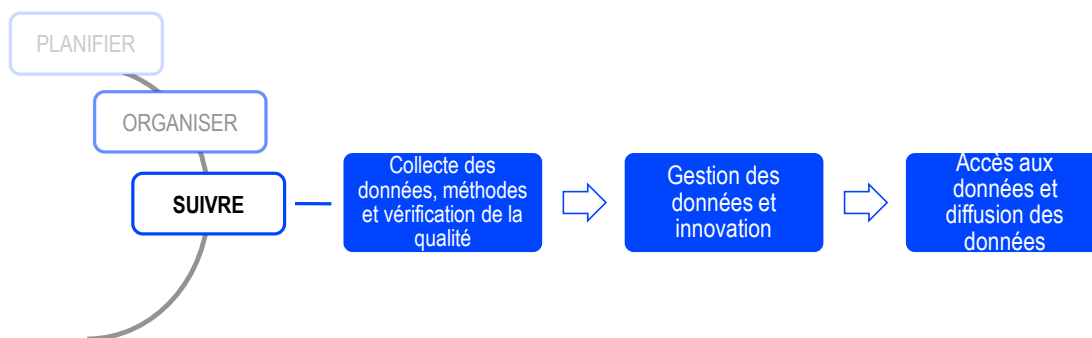 PLANIFIER
ORGANISER
SUIVRE
Collecte des
données, méthodes
et vérification de la
qualité
Gestion des
données et
innovation
Accès aux
données et
diffusion des
données